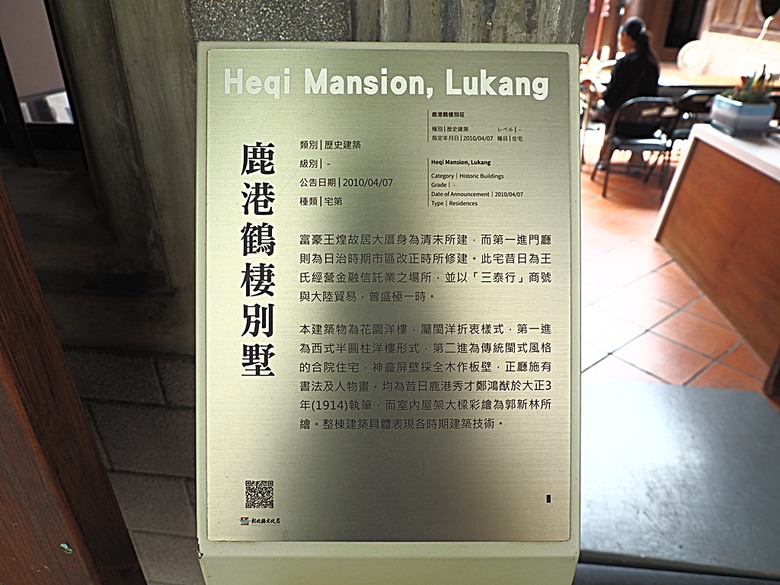 Heqi Mansion, Lukang
鹿港鶴棲別莊
種別|歷史建築 レベル|-
指定年月日|2010/04/07 種目|住宅
Heqi Mansion, Lukang
Category|Historic Buildings
Grade|-
Date of Announcement|2010/04/07
Type|Residences
鹿港鶴棲別墅
類別|歷史建築
級別|-
公告日期|2010/04/07
種類|宅第
富豪王煌故居大厝身為清末所建，而第一進門廳
則為日治時期市區改正時所修建。此宅昔日為王
氏經營金融信託業之場所，並以「三泰行」商號
與大陸貿易，曾盛極一時。
本建築物為花園洋樓，屬閩洋折衷樣式，第一進
為西式半圓柱洋樓形式，第二進為傳統閩式風格
的合院住宅，神龕屏壁採全木作板壁，正廳施有
書法及人物畫，均為昔日鹿港秀才鄭鴻猷於大正3
年(1914)執筆，而室內屋架大樑彩繪為郭新林所
繪。整棟建築具體表現各時期建築技術。
彰化縣文化局